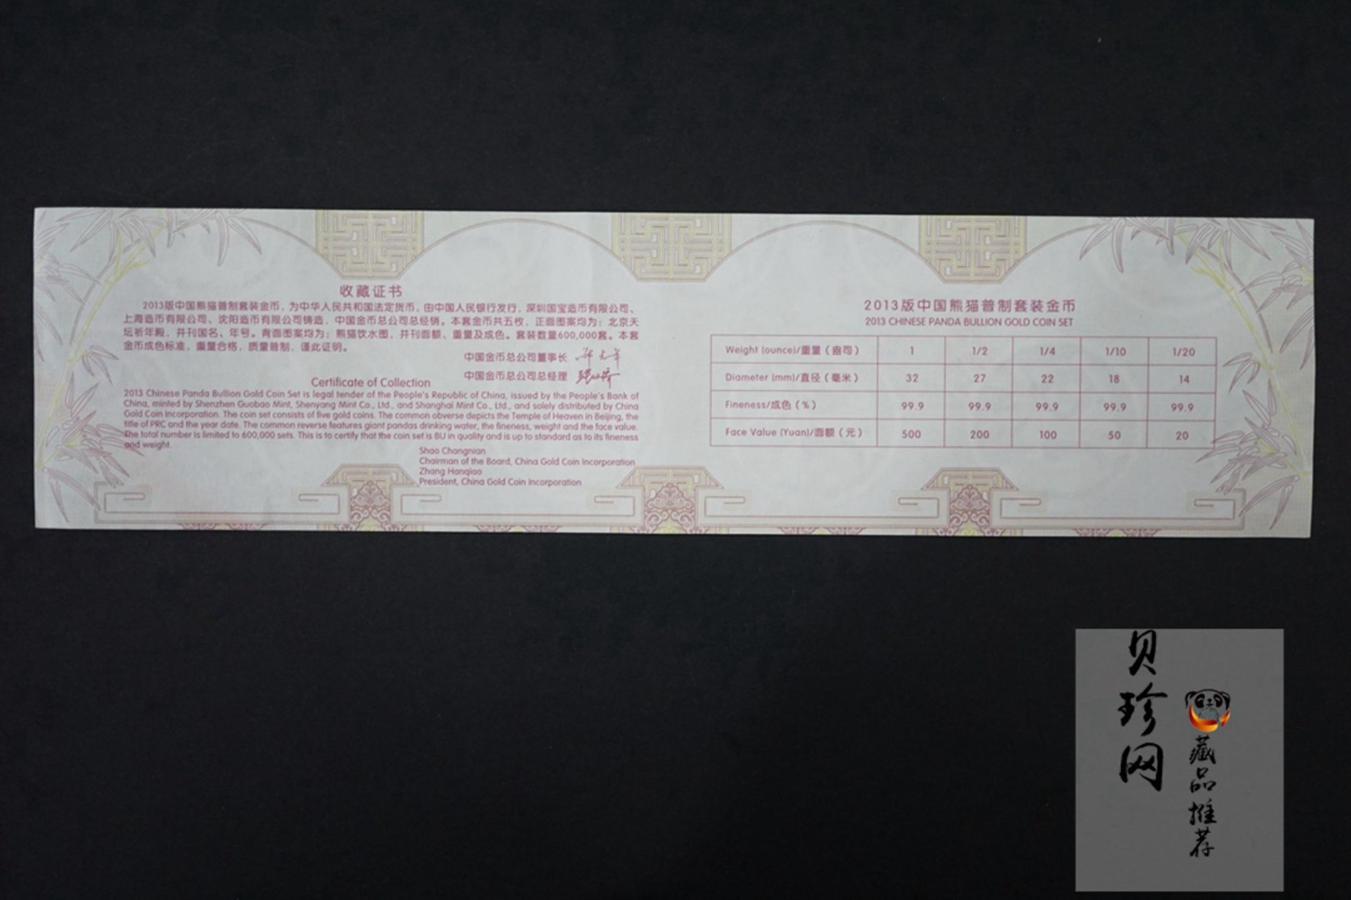 收藏证书
2013版中国熊猫普制套装金币，为中华人民共和国法定货币，由中国人民银行发行，深圳国宝造币有限公司、
上海造币有限公司、沈阳造币有限公司铸造，中国金币总公司总经销。本套金币共五枚，正面图案均为：北京天
坛祈年殿，并刊国名、年号。背面图案均为：熊猫饮水图，并刊面额、重量及成色。套装数量600,000套。本套
金币成色标准，重量合格，质量普制，谨此证明。
中国金币总公司董事长
中国金币总公司总经理
Certificate of Collection
2013 Chinese Panda Bullion Gold Coin Set is legal tender of the People's Republic of China, issued by the People's Bank of
China, minted by Shenzhen Guobao Mint, Shenyang Mint Co., Ltd., and Shanghai Mint Co., Ltd., and solely distributed by China
Gold Coin Incorporation. The coin set consists of five gold coins. The common obverse depicts the Temple of Heaven in Beijing, the
title of PRC and the year date. The common reverse features giant pandas drinking water, the fineness, weight and the face value.
The total number is limited to 600,000 sets. This is to certify that the coin set is BU in quality and is up to standard as to its fineness
and weight.
Shao Changnian
Chairman of the Board, China Gold Coin Incorporation
Zhang Hanqiao
President, China Gold Coin Incorporation
2013版中国熊猫普制套装金币
2013 CHINESE PANDA BULLION GOLD COIN SET
Weight (ounce)/重量（盎司） 1 1/2 1/4 1/10 1/20
Diameter (mm)/直径（毫米） 32 27 22 18 14
Fineness/成色（%） 99.9 99.9 99.9 99.9 99.9
Face Value (Yuan)/面额（元） 500 200 100 50 20
贝珍网
藏品推荐